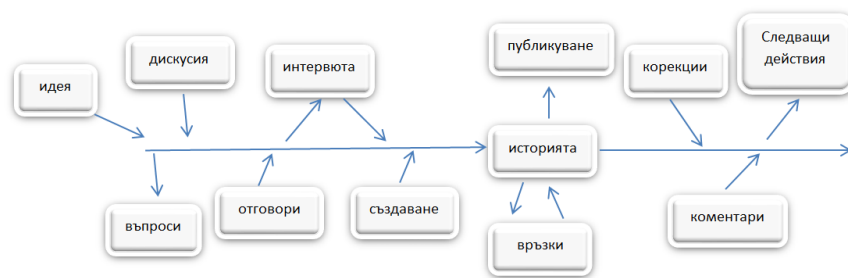 идея
дискусия
интервюта
публикуване
корекции
Следващи
действия
въпроси
отговори
създаване
историята
връзки
коментари